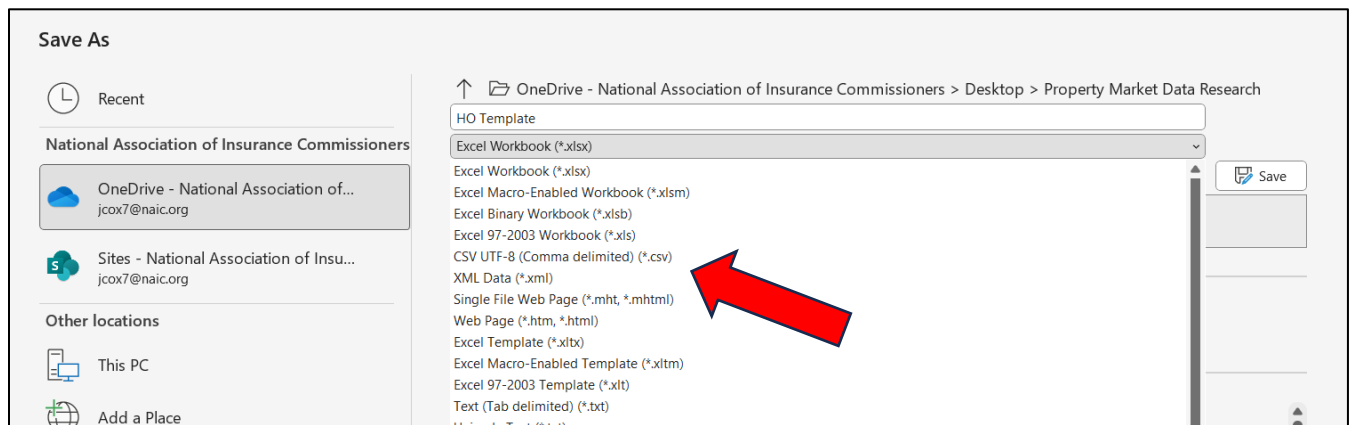 Save As
Recent
National Association of Insurance Commissioners
OneDrive - National Association of...
jcox7@naic.org
S
Sites - National Association of Insu...
jcox7@naic.org
Other locations
This PC
Add a Place
OneDrive - National Association of Insurance Commissioners > Desktop > Property Market Data Research
HO Template
Excel Workbook (*.xlsx)
Save
Excel Workbook (*.xlsx)
Excel Macro-Enabled Workbook (*.xlsm)
Excel Binary Workbook (*.xlsb)
Excel 97-2003 Workbook (*.xls)
CSV UTF-8 (Comma delimited) (*.csv)
XML Data (*.xml)
Single File Web Page (*.mht, *.mhtml)
Web Page (*.htm, *.html)
Excel Template (*.xltx)
Excel Macro-Enabled Template (*.xltm)
Excel 97-2003 Template (*.xlt)
Text (Tab delimited) (*.txt)